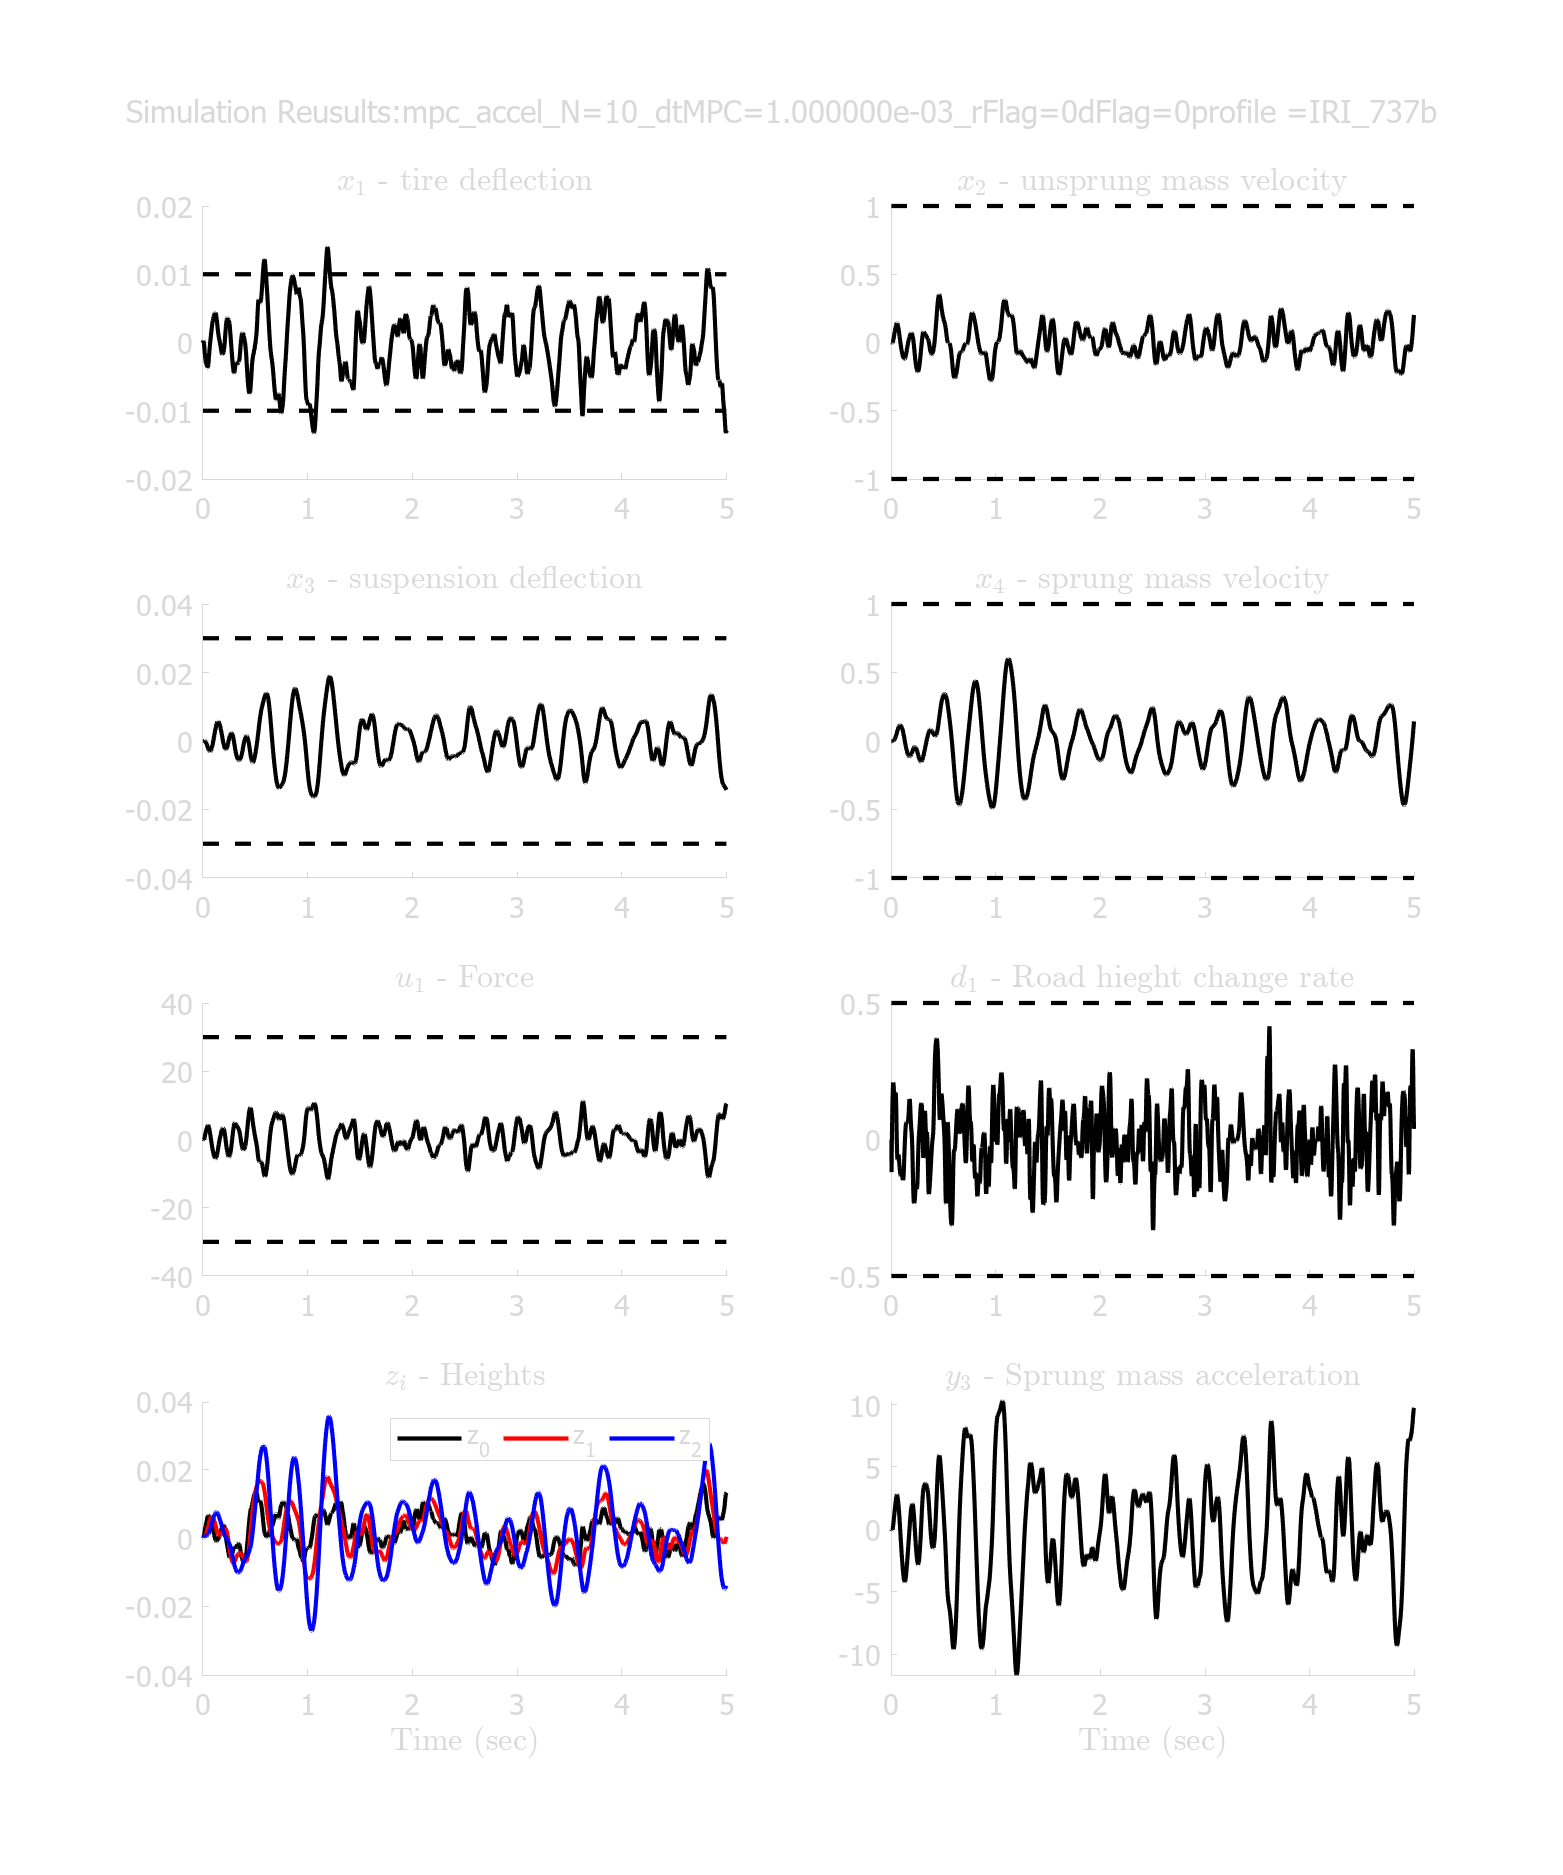 Simulation Reusults:mpc_accel_N=10_dtMPC=1.000000e-03_rFlag=0dFlag=0profile =IRI_737b
x₁ - tire deflection
0.02
0.01
0
-0.01
-0.02
0 1 2 3 4 5
x₂ - unsprung mass velocity
1
0.5
0
-0.5
-1
0 1 2 3 4 5
x₃ - suspension deflection
0.04
0.02
0
-0.02
-0.04
0 1 2 3 4 5
x₄ - sprung mass velocity
1
0.5
0
-0.5
-1
0 1 2 3 4 5
u₁ - Force
40
20
0
-20
-40
0 1 2 3 4 5
d₁ - Road hieght change rate
0.5
0
-0.5
0 1 2 3 4 5
zᵢ - Heights
z₀ z₁ z₂
0.04
0.02
0
-0.02
-0.04
0 1 2 3 4 5
Time (sec)
y₃ - Sprung mass acceleration
10
5
0
-5
-10
0 1 2 3 4 5
Time (sec)